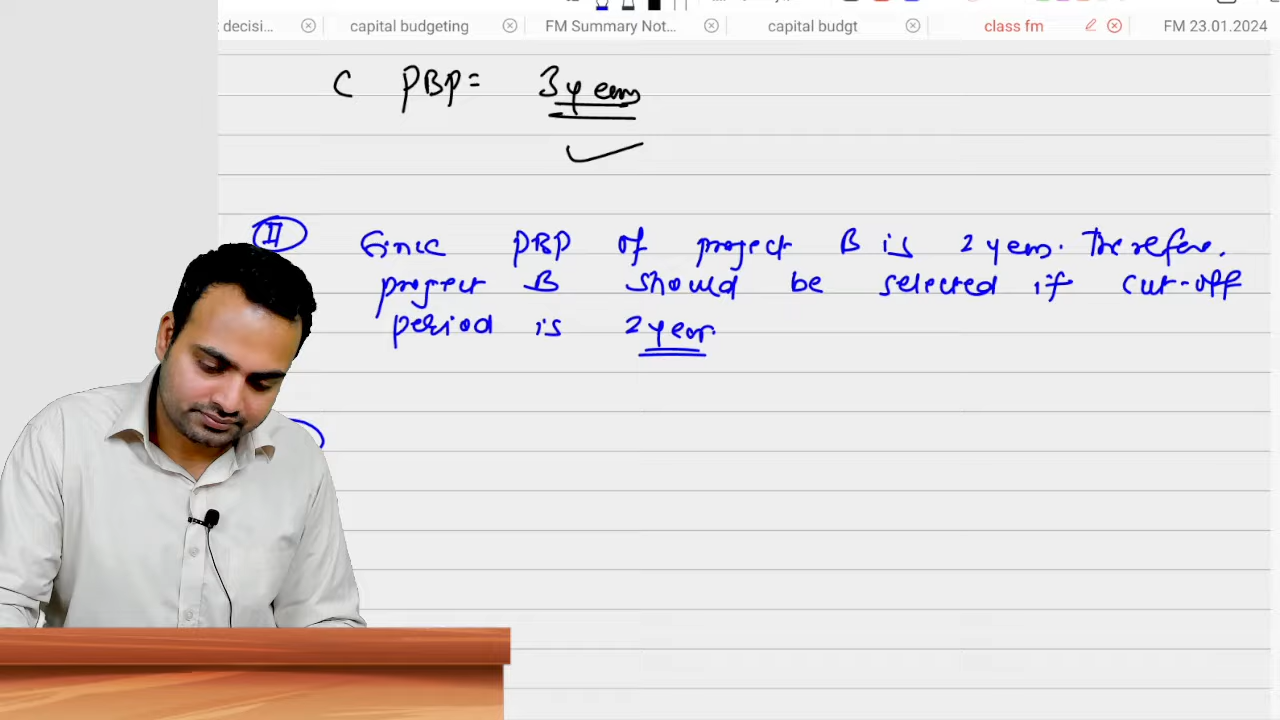 decisi...
capital budgeting
FM Summary Not...
capital budgt
class fm
FM 23.01.2024
C PBP= 3 years
II
Since PBP of project B is 2 years. Therefore,
project B should be selected if cut-off
period is 2 year.